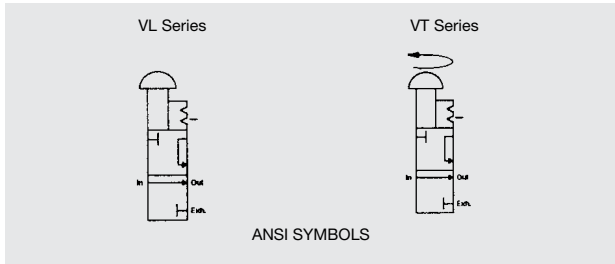 VL Series
VT Series
In
Out
Exh.
In
Out
Exh.
ANSI SYMBOLS